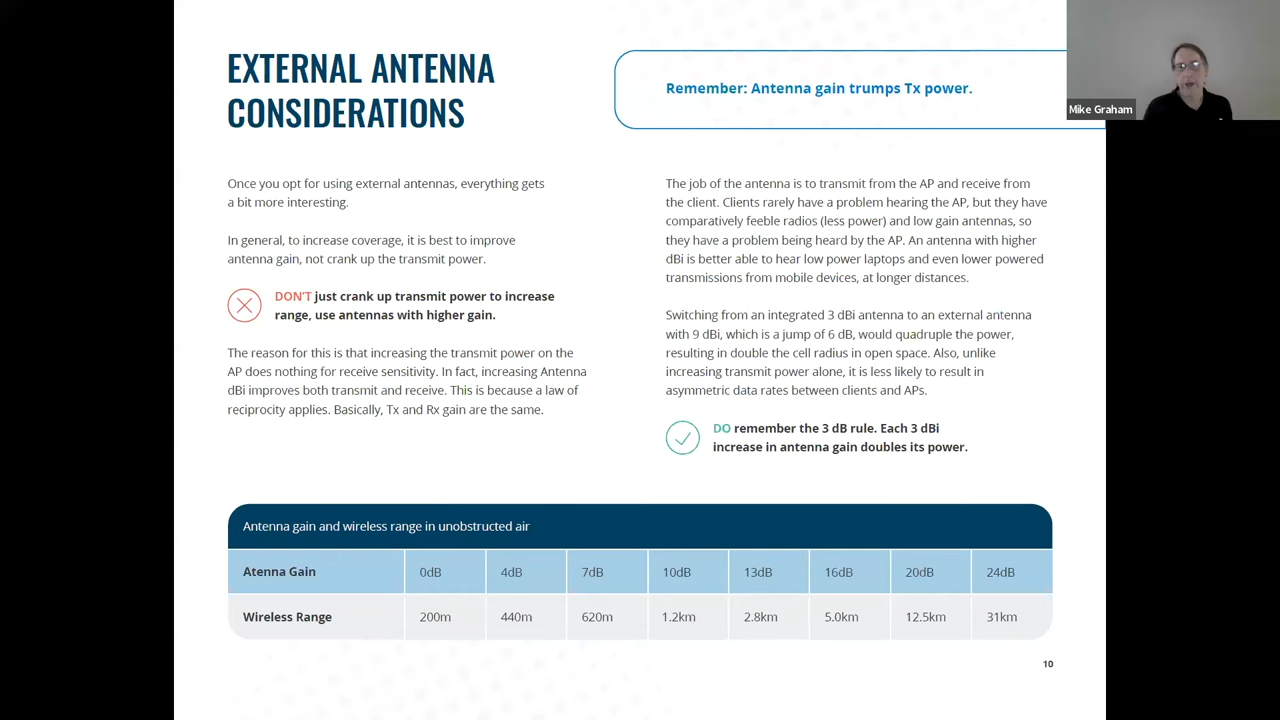 EXTERNAL ANTENNA
CONSIDERATIONS
Remember: Antenna gain trumps Tx power.
Mike Graham
Once you opt for using external antennas, everything gets
a bit more interesting.
In general, to increase coverage, it is best to improve
antenna gain, not crank up the transmit power.
DON'T just crank up transmit power to increase
range, use antennas with higher gain.
The reason for this is that increasing the transmit power on the
AP does nothing for receive sensitivity. In fact, increasing Antenna
dBi improves both transmit and receive. This is because a law of
reciprocity applies. Basically, Tx and Rx gain are the same.
The job of the antenna is to transmit from the AP and receive from
the client. Clients rarely have a problem hearing the AP, but they have
comparatively feeble radios (less power) and low gain antennas, so
they have a problem being heard by the AP. An antenna with higher
dBi is better able to hear low power laptops and even lower powered
transmissions from mobile devices, at longer distances.
Switching from an integrated 3 dBi antenna to an external antenna
with 9 dBi, which is a jump of 6 dB, would quadruple the power,
resulting in double the cell radius in open space. Also, unlike
increasing transmit power alone, it is less likely to result in
asymmetric data rates between clients and APs.
DO remember the 3 dB rule. Each 3 dBi
increase in antenna gain doubles its power.
Antenna gain and wireless range in unobstructed air
Atenna Gain 0dB 4dB 7dB 10dB 13dB 16dB 20dB 24dB
Wireless Range 200m 440m 620m 1.2km 2.8km 5.0km 12.5km 31km
10